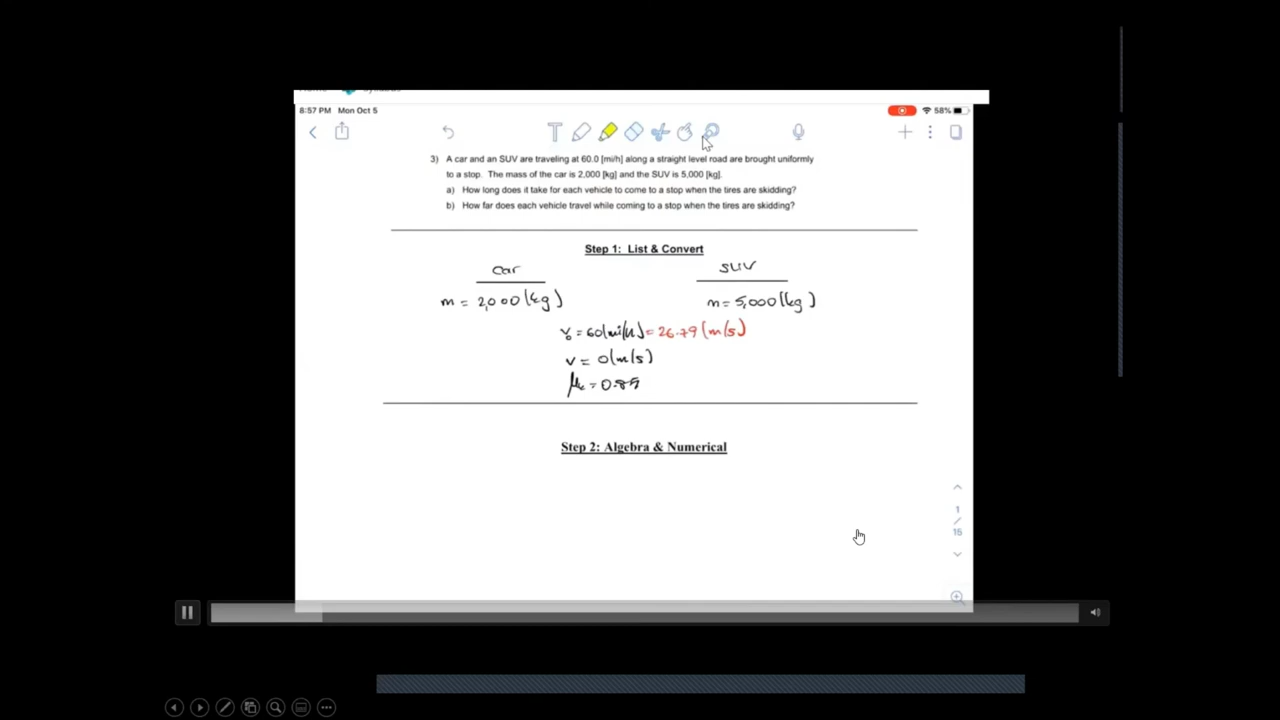 8:57 PM Mon Oct 5
58%
3) A car and an SUV are traveling at 60.0 [mi/h] along a straight level road are brought uniformly
to a stop. The mass of the car is 2,000 [kg] and the SUV is 5,000 [kg].
a) How long does it take for each vehicle to come to a stop when the tires are skidding?
b) How far does each vehicle travel while coming to a stop when the tires are skidding?
Step 1: List & Convert
car
SUV
m = 2,000 [kg]
m = 5,000 [kg]
v₀ = 60 [mi/h] = 26.79 [m/s]
v = 0 [m/s]
μk = 0.85
Step 2: Algebra & Numerical
1
/
15